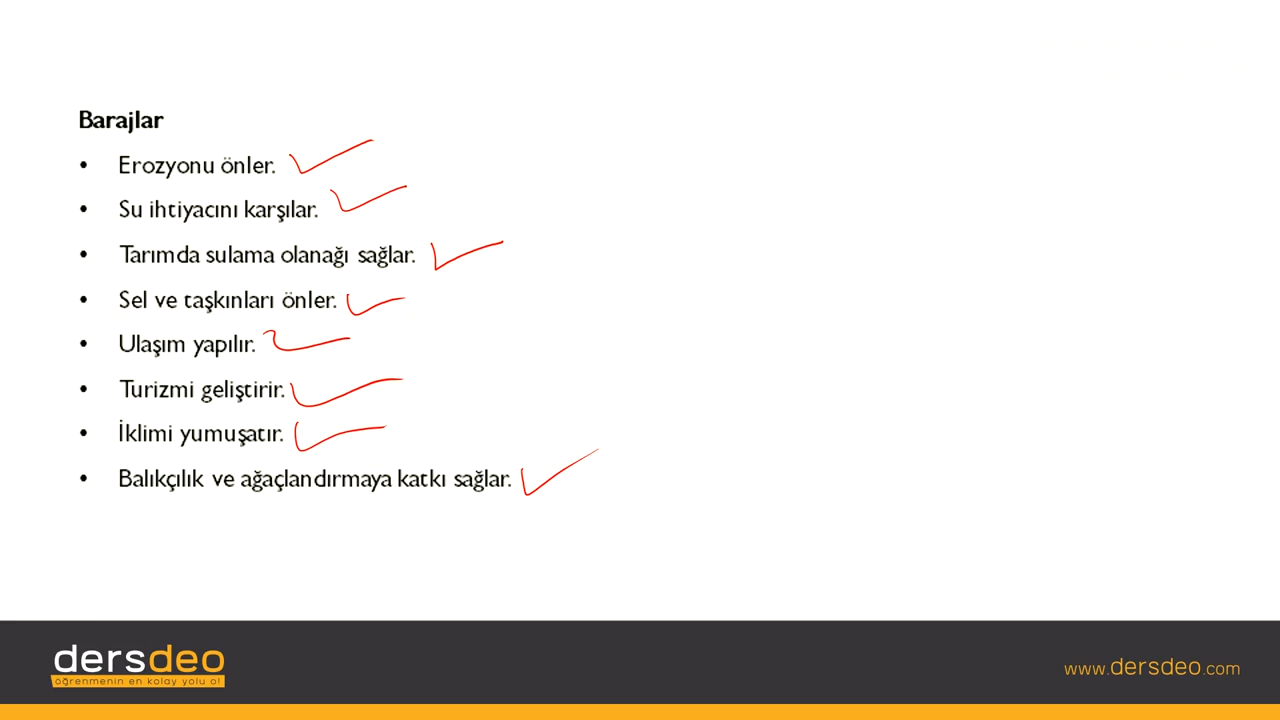 Barajlar
• Erozyonu önler.
• Su ihtiyacını karşılar.
• Tarımda sulama olanağı sağlar.
• Sel ve taşkınları önler.
• Ulaşım yapılır.
• Turizmi geliştirir.
• İklimi yumuşatır.
• Balıkçılık ve ağaçlandırmaya katkı sağlar.
dersdeo
öğrenmenin en kolay yolu o!
www.dersdeo.com